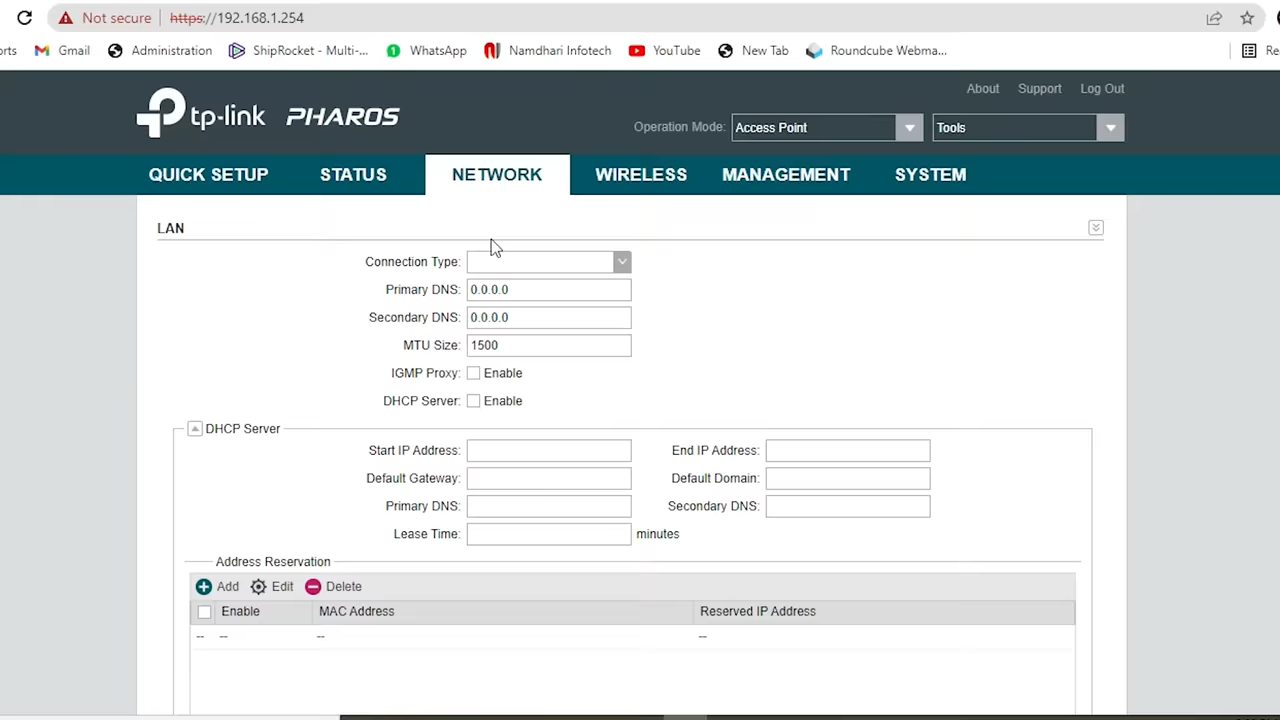 Not secure https://192.168.1.254
orts Gmail Administration ShipRocket - Multi-... WhatsApp Namdhari Infotech YouTube New Tab Roundcube Webma... Re
About Support Log Out
tp-link PHAROS
Operation Mode: Access Point Tools
QUICK SETUP STATUS NETWORK WIRELESS MANAGEMENT SYSTEM
LAN
Connection Type:
Primary DNS: 0.0.0.0
Secondary DNS: 0.0.0.0
MTU Size: 1500
IGMP Proxy: Enable
DHCP Server: Enable
DHCP Server
Start IP Address: End IP Address:
Default Gateway: Default Domain:
Primary DNS: Secondary DNS:
Lease Time: minutes
Address Reservation
Add Edit Delete
Enable MAC Address Reserved IP Address
-- -- -- --